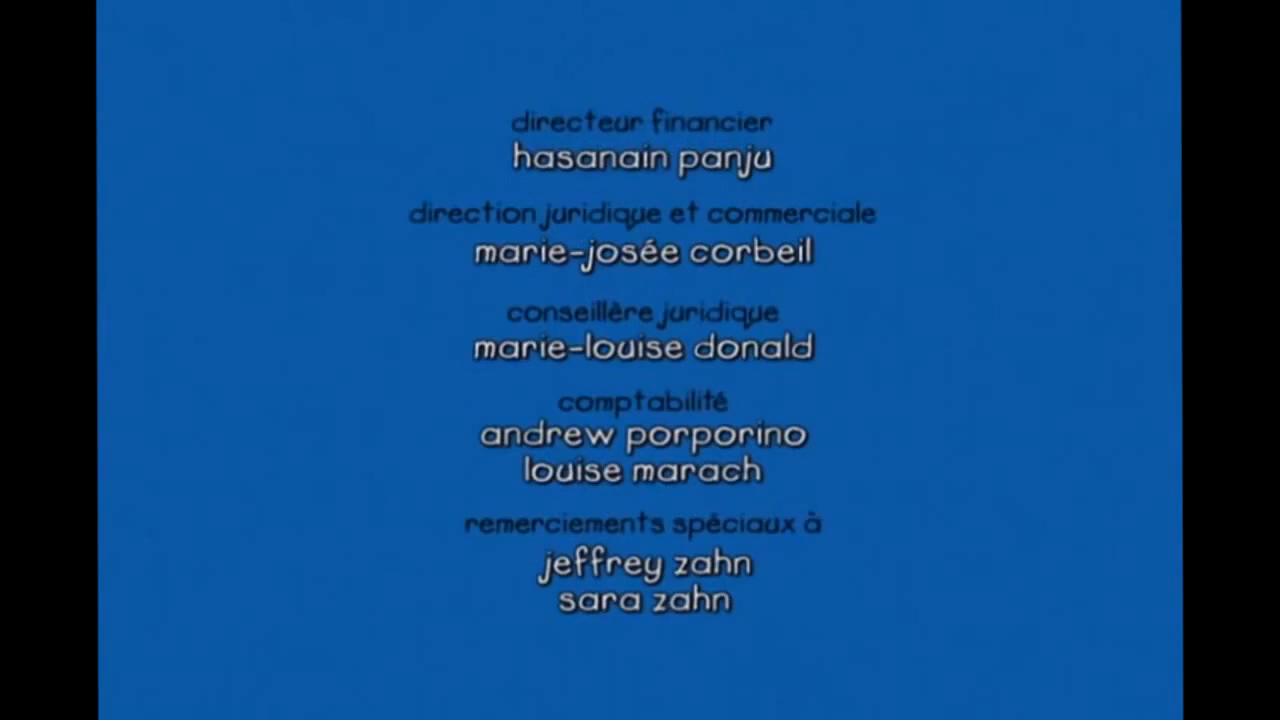 directeur financier
hasanain panju
direction juridique et commerciale
marie-josée corbeil
conseillère juridique
marie-louise donald
comptabilité
andrew porporino
louise marach
remerciements spéciaux à
jeffrey zahn
sara zahn